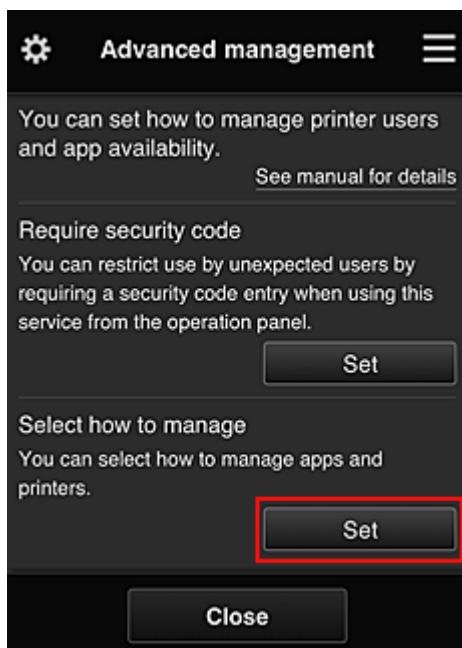 Advanced management
You can set how to manage printer users
and app availability.
See manual for details
Require security code
You can restrict use by unexpected users by
requiring a security code entry when using this
service from the operation panel.
Set
Select how to manage
You can select how to manage apps and
printers.
Set
Close